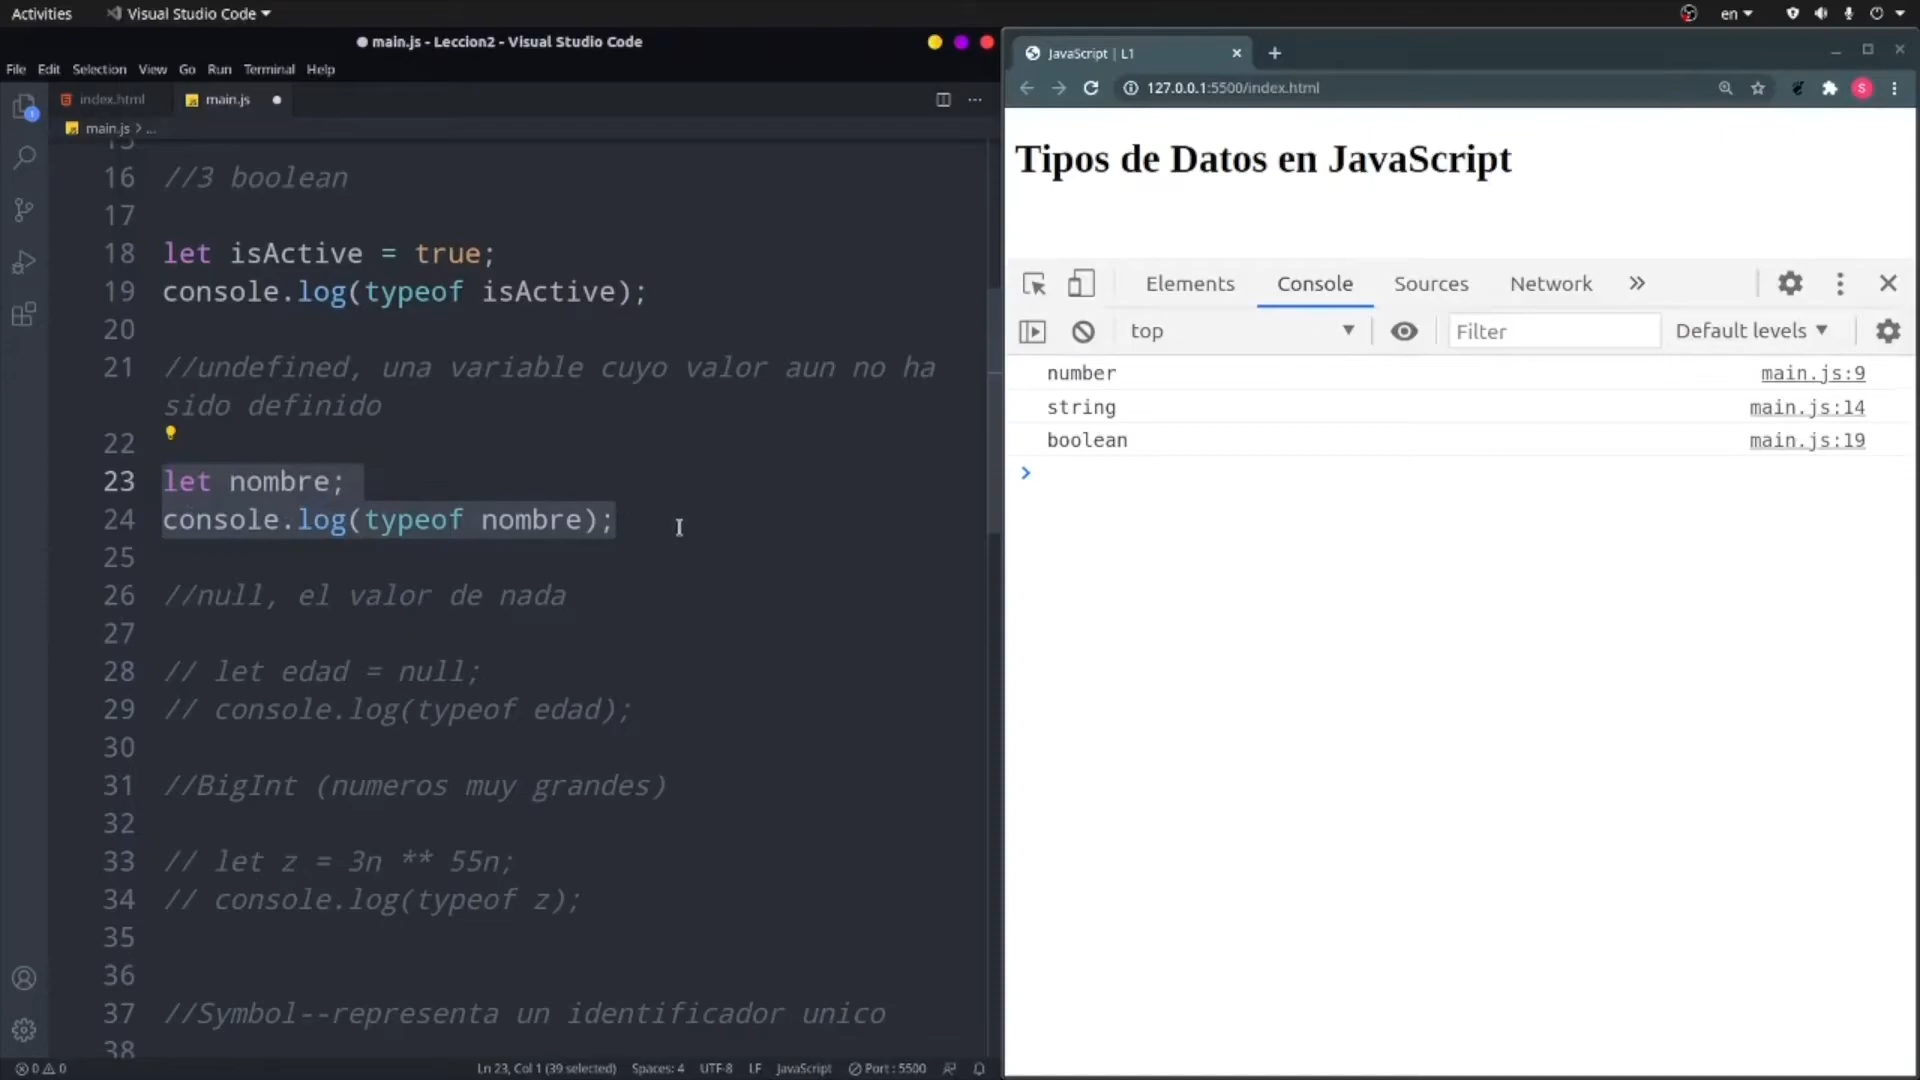 Activities
Visual Studio Code
en
main.js - Leccion2 - Visual Studio Code
File Edit Selection View Go Run Terminal Help
index.html
main.js
main.js > ...
16 //3 boolean
17
18 let isActive = true;
19 console.log(typeof isActive);
20
21 //undefined, una variable cuyo valor aun no ha
sido definido
22
23 let nombre;
24 console.log(typeof nombre);
25
26 //null, el valor de nada
27
28 // let edad = null;
29 // console.log(typeof edad);
30
31 //BigInt (numeros muy grandes)
32
33 // let z = 3n ** 55n;
34 // console.log(typeof z);
35
36
37 //Symbol--representa un identificador unico
38
0 0 Ln 23, Col 1 (39 selected) Spaces: 4 UTF-8 LF JavaScript Port : 5500
JavaScript | L1
127.0.0.1:5500/index.html
S
Tipos de Datos en JavaScript
Elements Console Sources Network
top Filter Default levels
number main.js:9
string main.js:14
boolean main.js:19